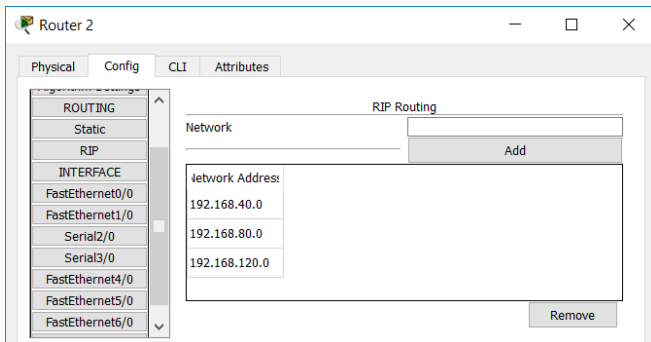 Router 2
Physical Config CLI Attributes
Algorithm Settings
ROUTING
Static
RIP
INTERFACE
FastEthernet0/0
FastEthernet1/0
Serial2/0
Serial3/0
FastEthernet4/0
FastEthernet5/0
FastEthernet6/0
RIP Routing
Network
Add
Network Address
192.168.40.0
192.168.80.0
192.168.120.0
Remove